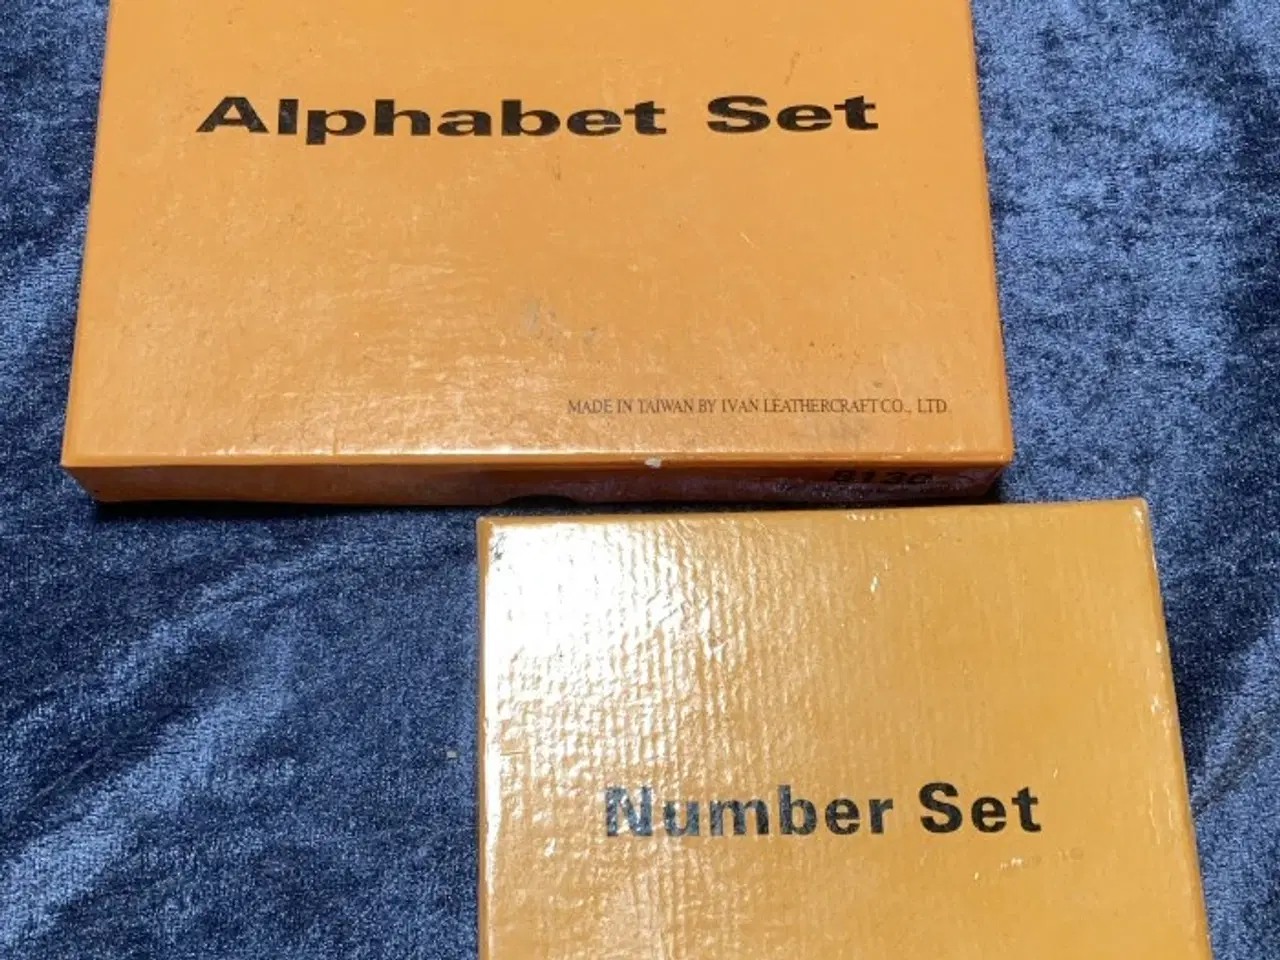 Alphabet Set
MADE IN TAIWAN BY IVAN LEATHERCRAFT CO., LTD
Number Set